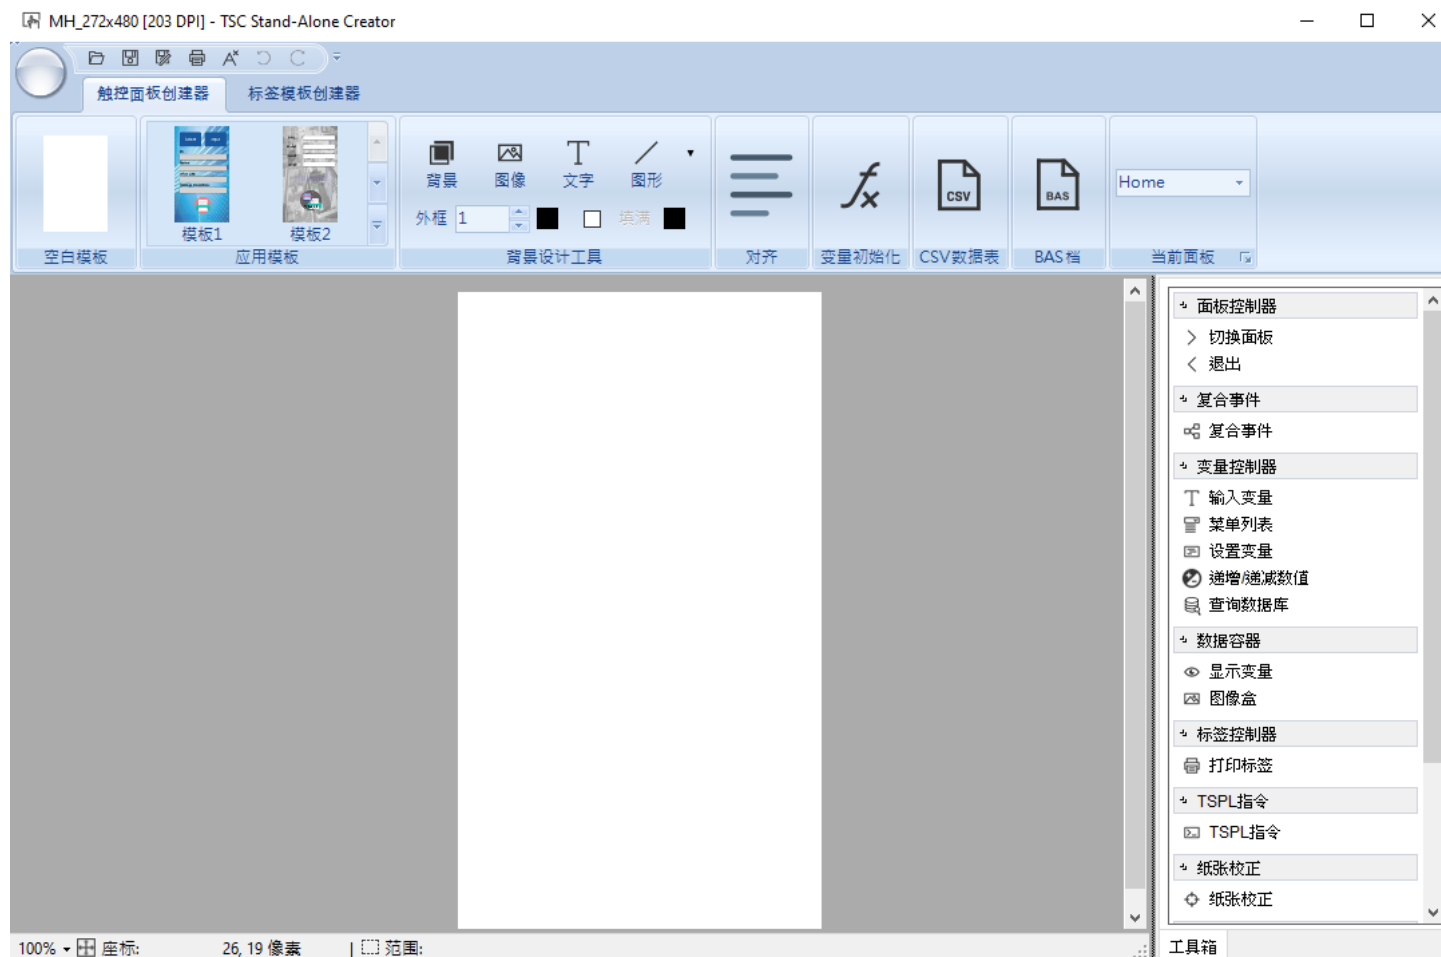 MH_272x480 [203 DPI] - TSC Stand-Alone Creator
触控面板创建器 标签模板创建器
背景 图像 文字 图形
外框 1 填满
模板1 模板2
CSV BAS
Home
空白模板 应用模板 背景设计工具 对齐 变量初始化 CSV数据表 BAS档 当前面板
面板控制器
切换面板
退出
复合事件
复合事件
变量控制器
输入变量
菜单列表
设置变量
递增/递减数值
查询数据库
数据容器
显示变量
图像盒
标签控制器
打印标签
TSPL指令
TSPL指令
纸张校正
纸张校正
工具箱
100% 座标: 26, 19 像素 范围: